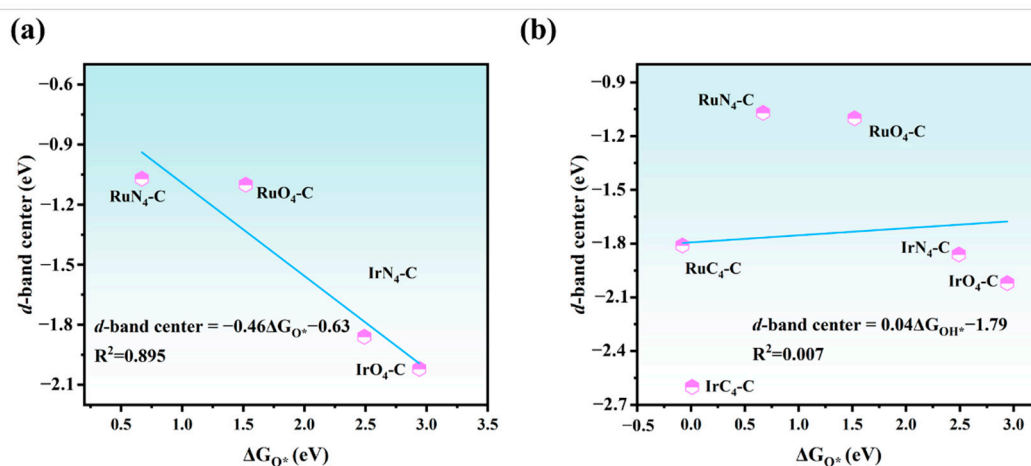 (a)
(b)
d-band center (eV)
−0.6
−0.9
−1.2
−1.5
−1.8
−2.1
RuN₄-C
RuO₄-C
IrN₄-C
d-band center = −0.46ΔG_O*−0.63
R²=0.895
IrO₄-C
0.5 1.0 1.5 2.0 2.5 3.0 3.5
ΔG_O* (eV)
d-band center (eV)
−0.9
−1.2
−1.5
−1.8
−2.1
−2.4
−2.7
RuN₄-C
RuO₄-C
RuC₄-C
IrN₄-C
IrO₄-C
d-band center = 0.04ΔG_OH*−1.79
R²=0.007
IrC₄-C
−0.5 0.0 0.5 1.0 1.5 2.0 2.5 3.0
ΔG_O* (eV)